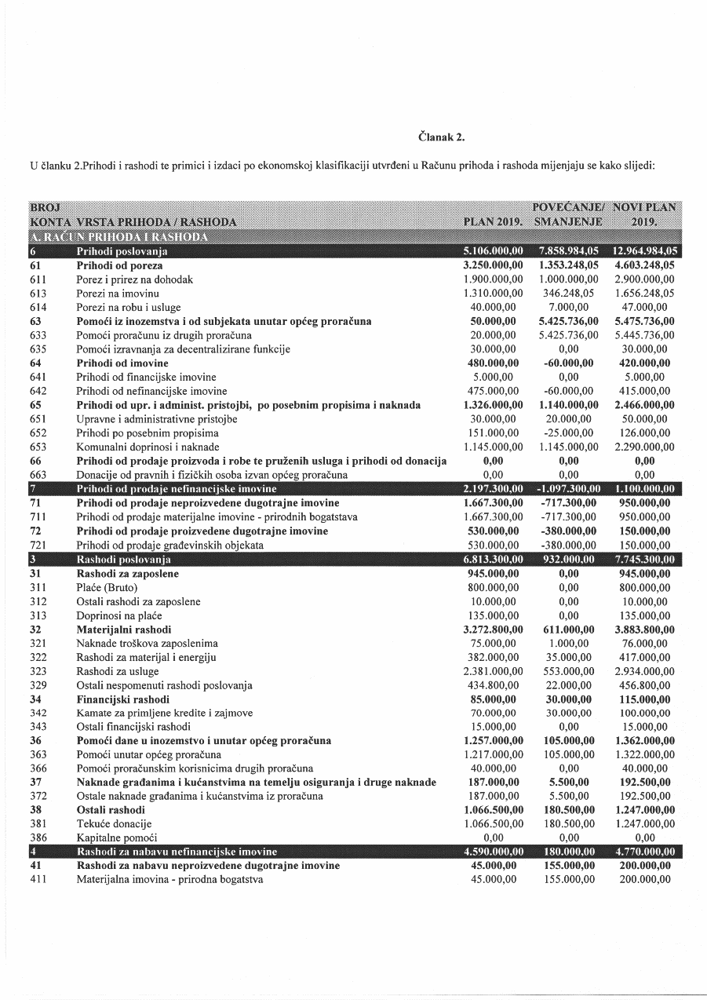 Članak 2.
U članku 2.Prihodi i rashodi te primici i izdaci po ekonomskoj klasifikaciji utvrđeni u Računu prihoda i rashoda mijenjaju se kako slijedi:
BROJ POVEĆANJE/ NOVI PLAN
KONTA VRSTA PRIHODA / RASHODA PLAN 2019. SMANJENJE 2019.
A. RAČUN PRIHODA I RASHODA
6 Prihodi poslovanja 5.106.000,00 7.858.984,05 12.964.984,05
61 Prihodi od poreza 3.250.000,00 1.353.248,05 4.603.248,05
611 Porez i prirez na dohodak 1.900.000,00 1.000.000,00 2.900.000,00
613 Porezi na imovinu 1.310.000,00 346.248,05 1.656.248,05
614 Porezi na robu i usluge 40.000,00 7.000,00 47.000,00
63 Pomoći iz inozemstva i od subjekata unutar općeg proračuna 50.000,00 5.425.736,00 5.475.736,00
633 Pomoći proračunu iz drugih proračuna 20.000,00 5.425.736,00 5.445.736,00
635 Pomoći izravnanja za decentralizirane funkcije 30.000,00 0,00 30.000,00
64 Prihodi od imovine 480.000,00 -60.000,00 420.000,00
641 Prihodi od financijske imovine 5.000,00 0,00 5.000,00
642 Prihodi od nefinancijske imovine 475.000,00 -60.000,00 415.000,00
65 Prihodi od upr. i administ. pristojbi, po posebnim propisima i naknada 1.326.000,00 1.140.000,00 2.466.000,00
651 Upravne i administrativne pristojbe 30.000,00 20.000,00 50.000,00
652 Prihodi po posebnim propisima 151.000,00 -25.000,00 126.000,00
653 Komunalni doprinosi i naknade 1.145.000,00 1.145.000,00 2.290.000,00
66 Prihodi od prodaje proizvoda i robe te pruženih usluga i prihodi od donacija 0,00 0,00 0,00
663 Donacije od pravnih i fizičkih osoba izvan općeg proračuna 0,00 0,00 0,00
7 Prihodi od prodaje nefinancijske imovine 2.197.300,00 -1.097.300,00 1.100.000,00
71 Prihodi od prodaje neproizvedene dugotrajne imovine 1.667.300,00 -717.300,00 950.000,00
711 Prihodi od prodaje materijalne imovine - prirodnih bogatstava 1.667.300,00 -717.300,00 950.000,00
72 Prihodi od prodaje proizvedene dugotrajne imovine 530.000,00 -380.000,00 150.000,00
721 Prihodi od prodaje građevinskih objekata 530.000,00 -380.000,00 150.000,00
3 Rashodi poslovanja 6.813.300,00 932.000,00 7.745.300,00
31 Rashodi za zaposlene 945.000,00 0,00 945.000,00
311 Plaće (Bruto) 800.000,00 0,00 800.000,00
312 Ostali rashodi za zaposlene 10.000,00 0,00 10.000,00
313 Doprinosi na plaće 135.000,00 0,00 135.000,00
32 Materijalni rashodi 3.272.800,00 611.000,00 3.883.800,00
321 Naknade troškova zaposlenima 75.000,00 1.000,00 76.000,00
322 Rashodi za materijal i energiju 382.000,00 35.000,00 417.000,00
323 Rashodi za usluge 2.381.000,00 553.000,00 2.934.000,00
329 Ostali nespomenuti rashodi poslovanja 434.800,00 22.000,00 456.800,00
34 Financijski rashodi 85.000,00 30.000,00 115.000,00
342 Kamate za primljene kredite i zajmove 70.000,00 30.000,00 100.000,00
343 Ostali financijski rashodi 15.000,00 0,00 15.000,00
36 Pomoći dane u inozemstvo i unutar općeg proračuna 1.257.000,00 105.000,00 1.362.000,00
363 Pomoći unutar općeg proračuna 1.217.000,00 105.000,00 1.322.000,00
366 Pomoći proračunskim korisnicima drugih proračuna 40.000,00 0,00 40.000,00
37 Naknade građanima i kućanstvima na temelju osiguranja i druge naknade 187.000,00 5.500,00 192.500,00
372 Ostale naknade građanima i kućanstvima iz proračuna 187.000,00 5.500,00 192.500,00
38 Ostali rashodi 1.066.500,00 180.500,00 1.247.000,00
381 Tekuće donacije 1.066.500,00 180.500,00 1.247.000,00
386 Kapitalne pomoći 0,00 0,00 0,00
4 Rashodi za nabavu nefinancijske imovine 4.590.000,00 180.000,00 4.770.000,00
41 Rashodi za nabavu neproizvedene dugotrajne imovine 45.000,00 155.000,00 200.000,00
411 Materijalna imovina - prirodna bogatstva 45.000,00 155.000,00 200.000,00